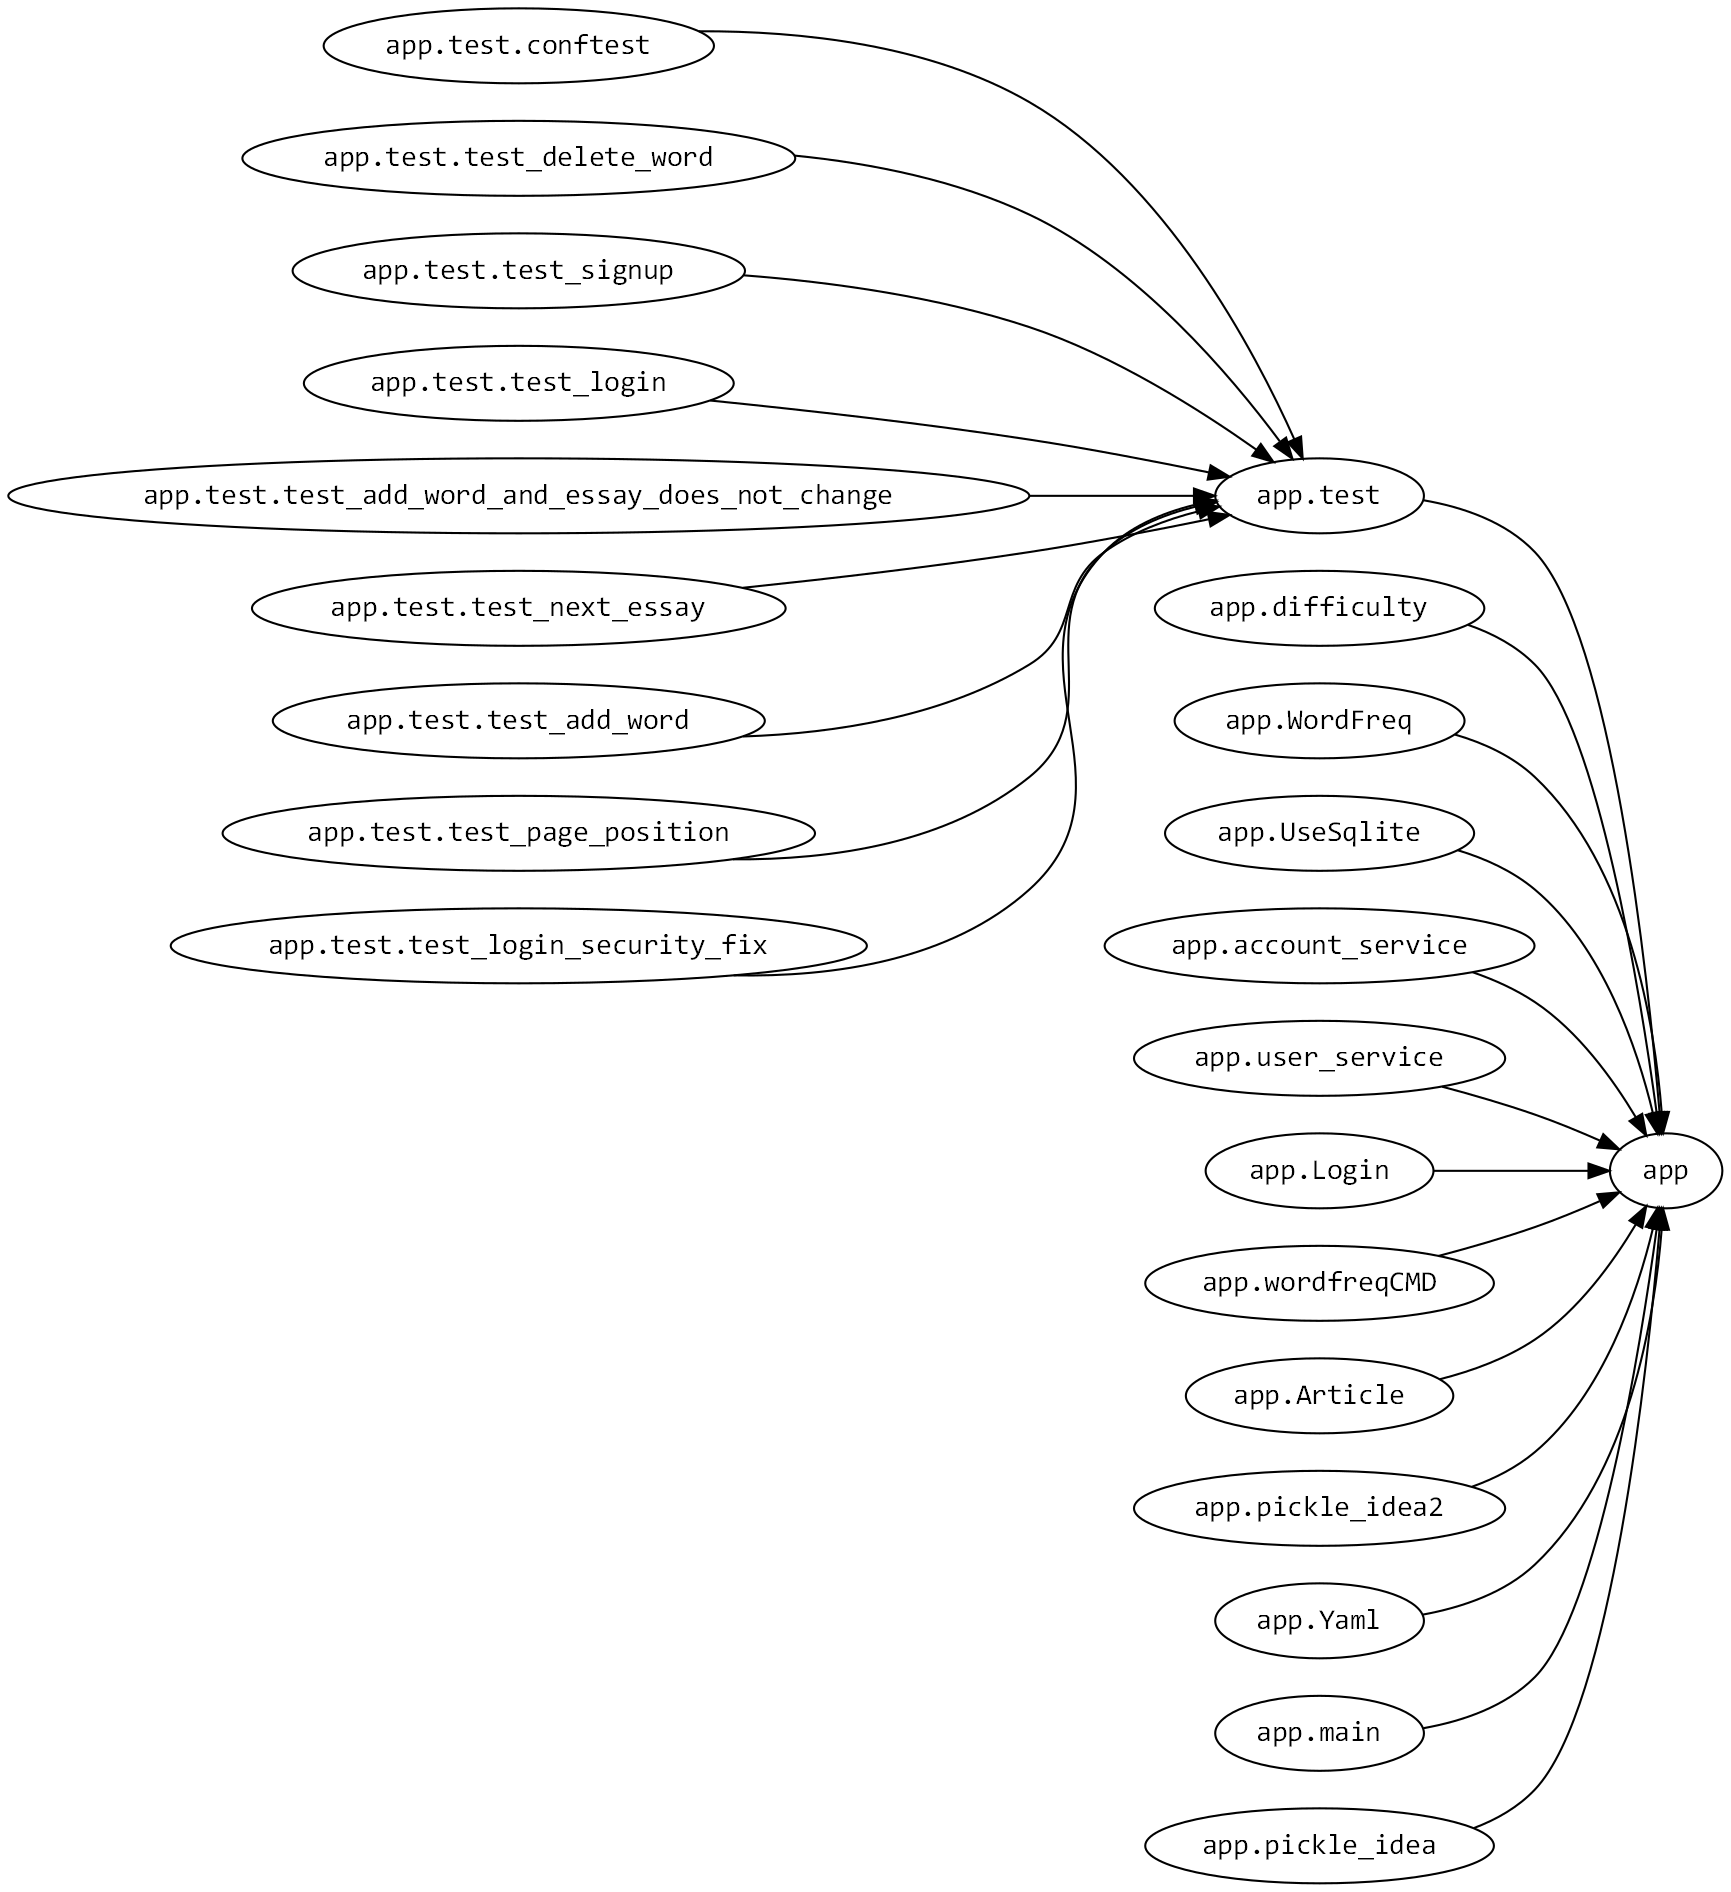 app.test.conftest
app.test.test_delete_word
app.test.test_signup
app.test.test_login
app.test.test_add_word_and_essay_does_not_change
app.test
app.test.test_next_essay
app.difficulty
app.test.test_add_word
app.WordFreq
app.test.test_page_position
app.UseSqlite
app.test.test_login_security_fix
app.account_service
app.user_service
app.Login
app
app.wordfreqCMD
app.Article
app.pickle_idea2
app.Yaml
app.main
app.pickle_idea